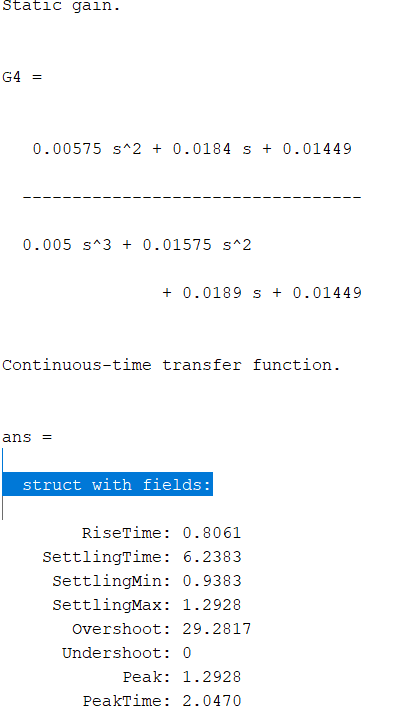 Static gain.
G4 =
0.00575 s^2 + 0.0184 s + 0.01449
----------------------------------
0.005 s^3 + 0.01575 s^2
+ 0.0189 s + 0.01449
Continuous-time transfer function.
ans =
struct with fields:
RiseTime: 0.8061
SettlingTime: 6.2383
SettlingMin: 0.9383
SettlingMax: 1.2928
Overshoot: 29.2817
Undershoot: 0
Peak: 1.2928
PeakTime: 2.0470